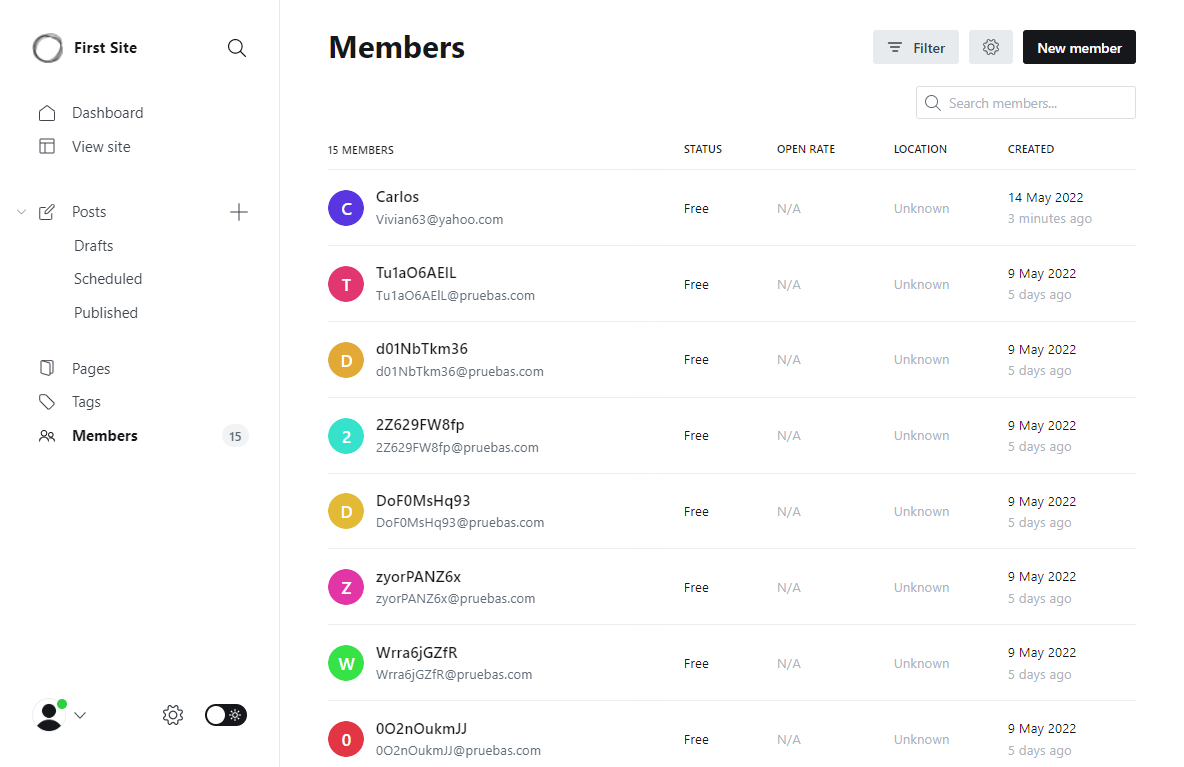 First Site
Dashboard
View site
Posts
Drafts
Scheduled
Published
Pages
Tags
Members
15
Members
Filter
New member
Search members...
15 MEMBERS STATUS OPEN RATE LOCATION CREATED
C Carlos Vivian63@yahoo.com Free N/A Unknown 14 May 2022 3 minutes ago
T Tu1aO6AElL Tu1aO6AElL@pruebas.com Free N/A Unknown 9 May 2022 5 days ago
D d01NbTkm36 d01NbTkm36@pruebas.com Free N/A Unknown 9 May 2022 5 days ago
2 2Z629FW8fp 2Z629FW8fp@pruebas.com Free N/A Unknown 9 May 2022 5 days ago
D DoF0MsHq93 DoF0MsHq93@pruebas.com Free N/A Unknown 9 May 2022 5 days ago
Z zyorPANZ6x zyorPANZ6x@pruebas.com Free N/A Unknown 9 May 2022 5 days ago
W Wrra6jGZfR Wrra6jGZfR@pruebas.com Free N/A Unknown 9 May 2022 5 days ago
0 0O2nOukmJJ 0O2nOukmJJ@pruebas.com Free N/A Unknown 9 May 2022 5 days ago